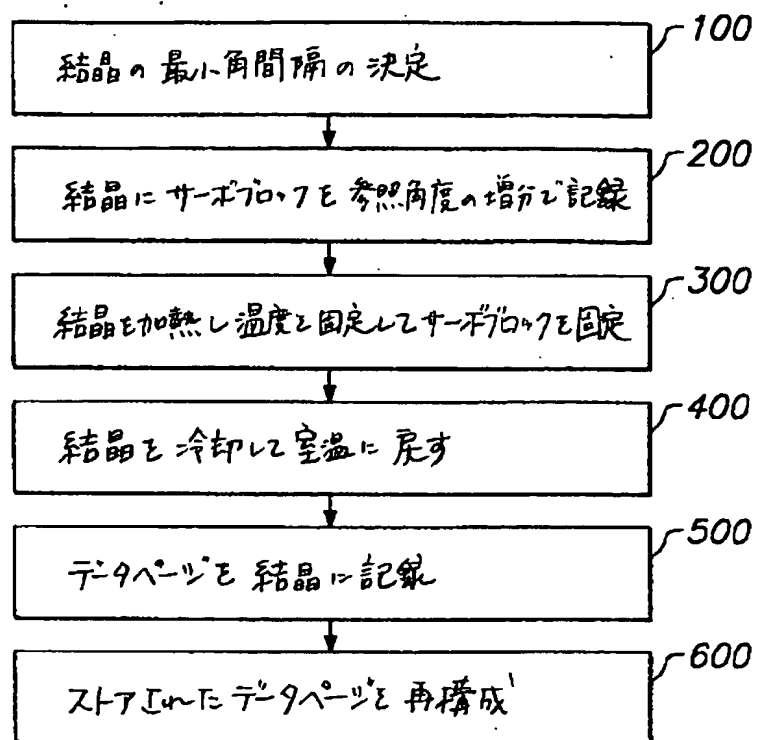 100
結晶の最小角間隔の決定
200
結晶にサーボブロックを参照角度の増分で記録
300
結晶を加熱し温度を固定してサーボブロックを固定
400
結晶を冷却して室温に戻す
500
データページを結晶に記録
600
ストアされたデータページを再構成